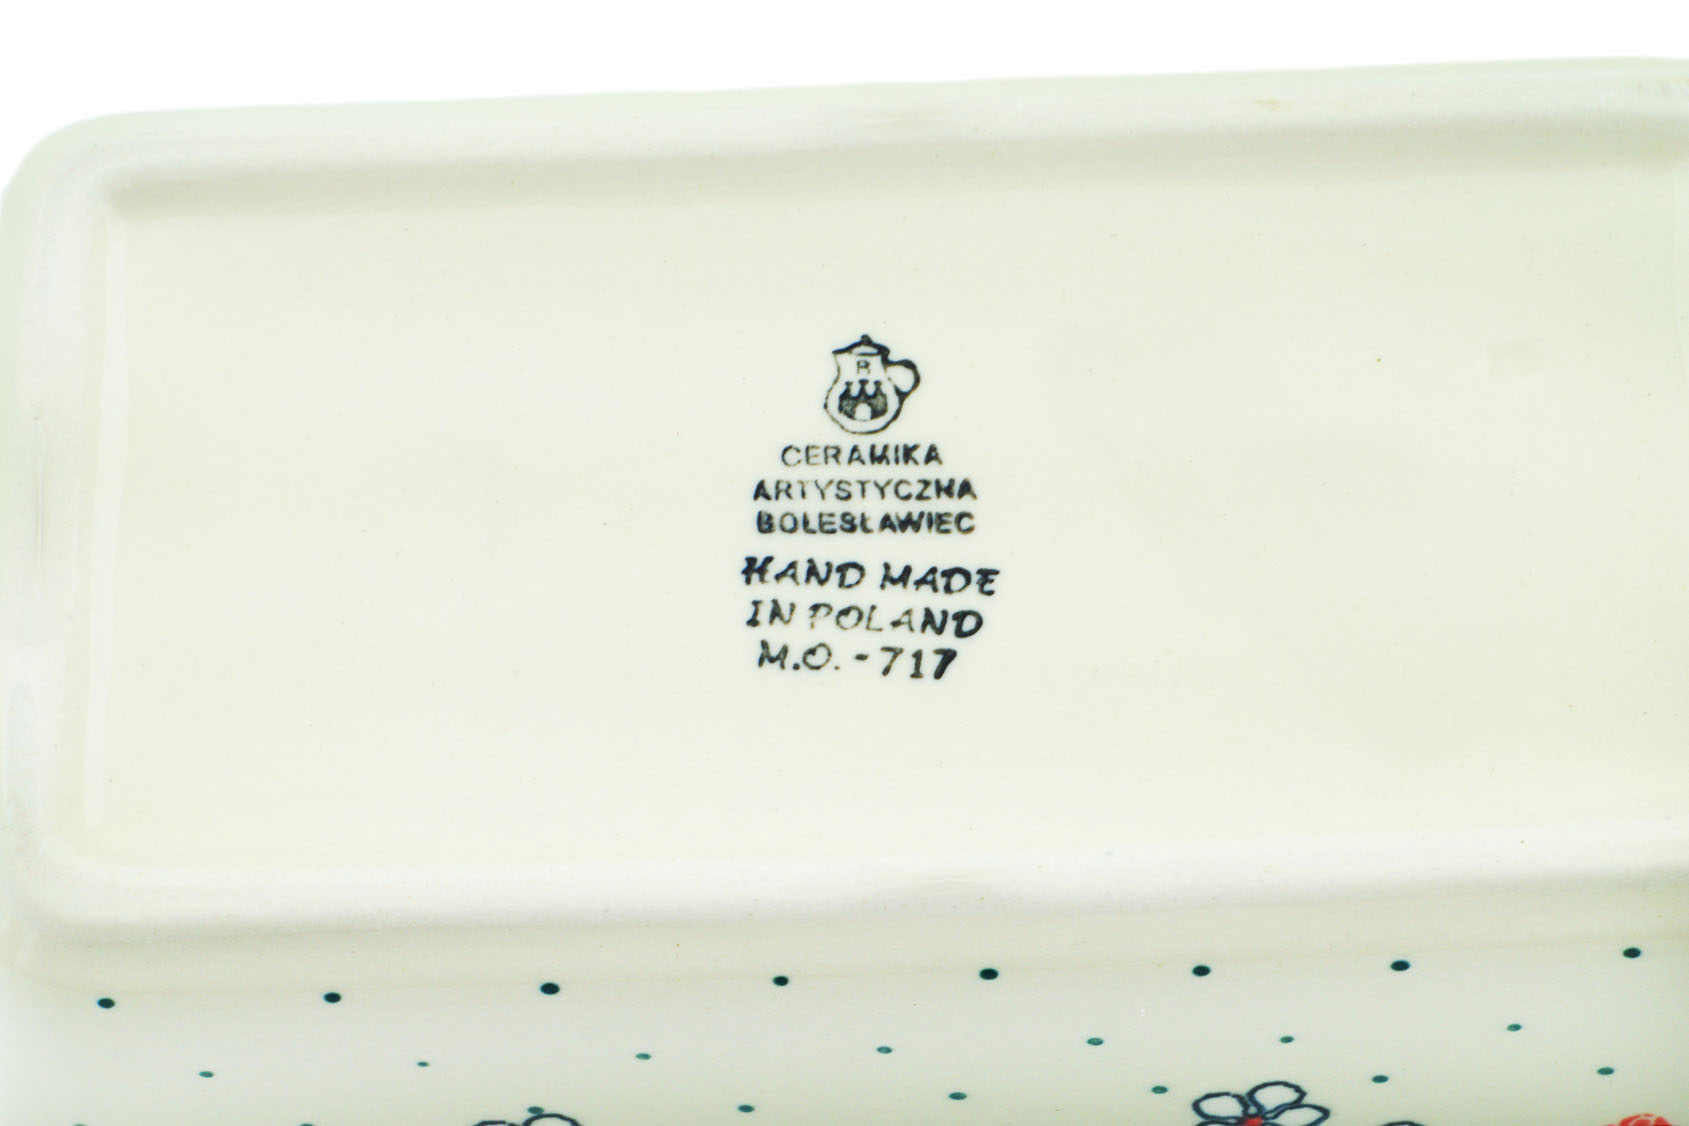 R
CERAMIKA
ARTYSTYCZNA
BOLESŁAWIEC
HAND MADE
IN POLAND
M.O. - 717